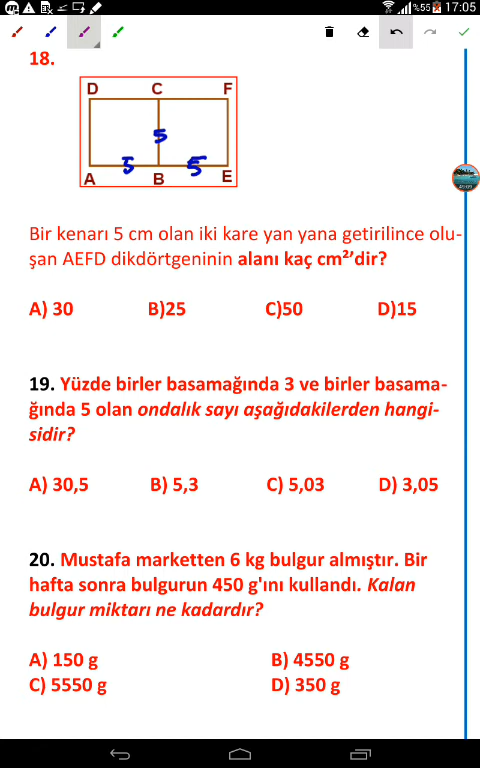 %55 17:05
18.
D C F
5
5 5
A B E
Bir kenarı 5 cm olan iki kare yan yana getirilince olu-
şan AEFD dikdörtgeninin alanı kaç cm²’dir?
A) 30 B)25 C)50 D)15
19. Yüzde birler basamağında 3 ve birler basama-
ğında 5 olan ondalık sayı aşağıdakilerden hangi-
sidir?
A) 30,5 B) 5,3 C) 5,03 D) 3,05
20. Mustafa marketten 6 kg bulgur almıştır. Bir
hafta sonra bulgurun 450 g'ını kullandı. Kalan
bulgur miktarı ne kadardır?
A) 150 g B) 4550 g
C) 5550 g D) 350 g